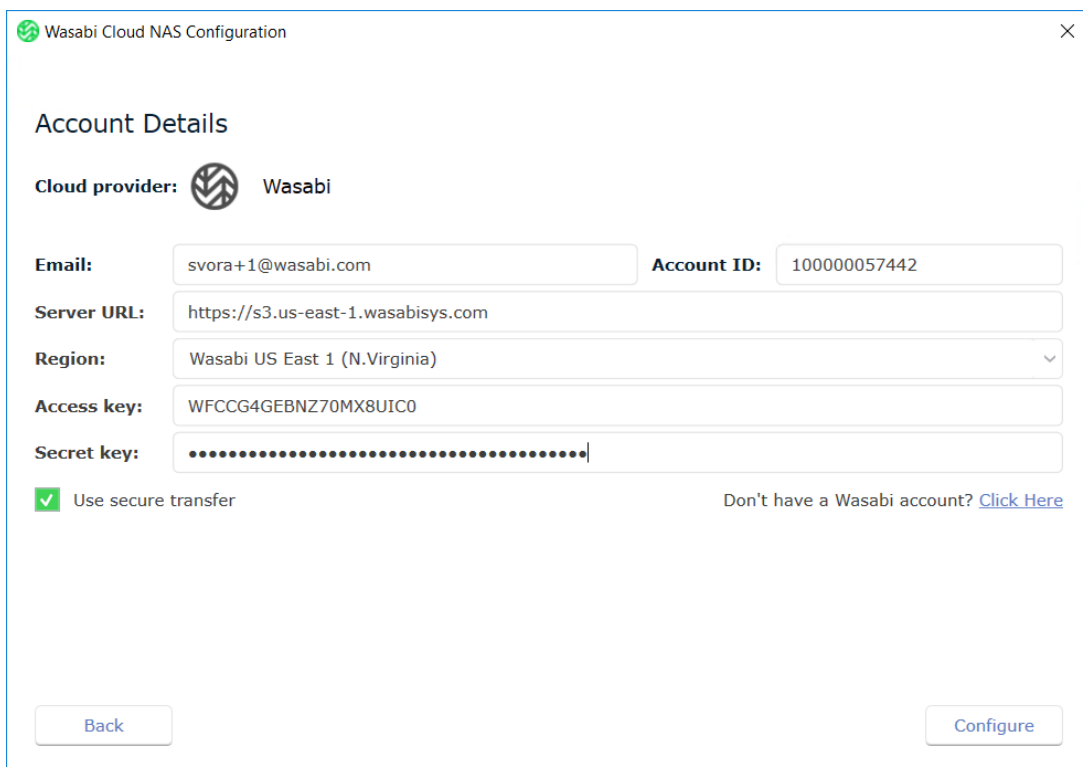 Wasabi Cloud NAS Configuration
Account Details
Cloud provider: Wasabi
Email: svora+1@wasabi.com Account ID: 100000057442
Server URL: https://s3.us-east-1.wasabisys.com
Region: Wasabi US East 1 (N.Virginia)
Access key: WFCCG4GEBNZ70MX8UIC0
Secret key: ••••••••••••••••••••••••••••••••••••••••
Use secure transfer Don't have a Wasabi account? Click Here
Back Configure